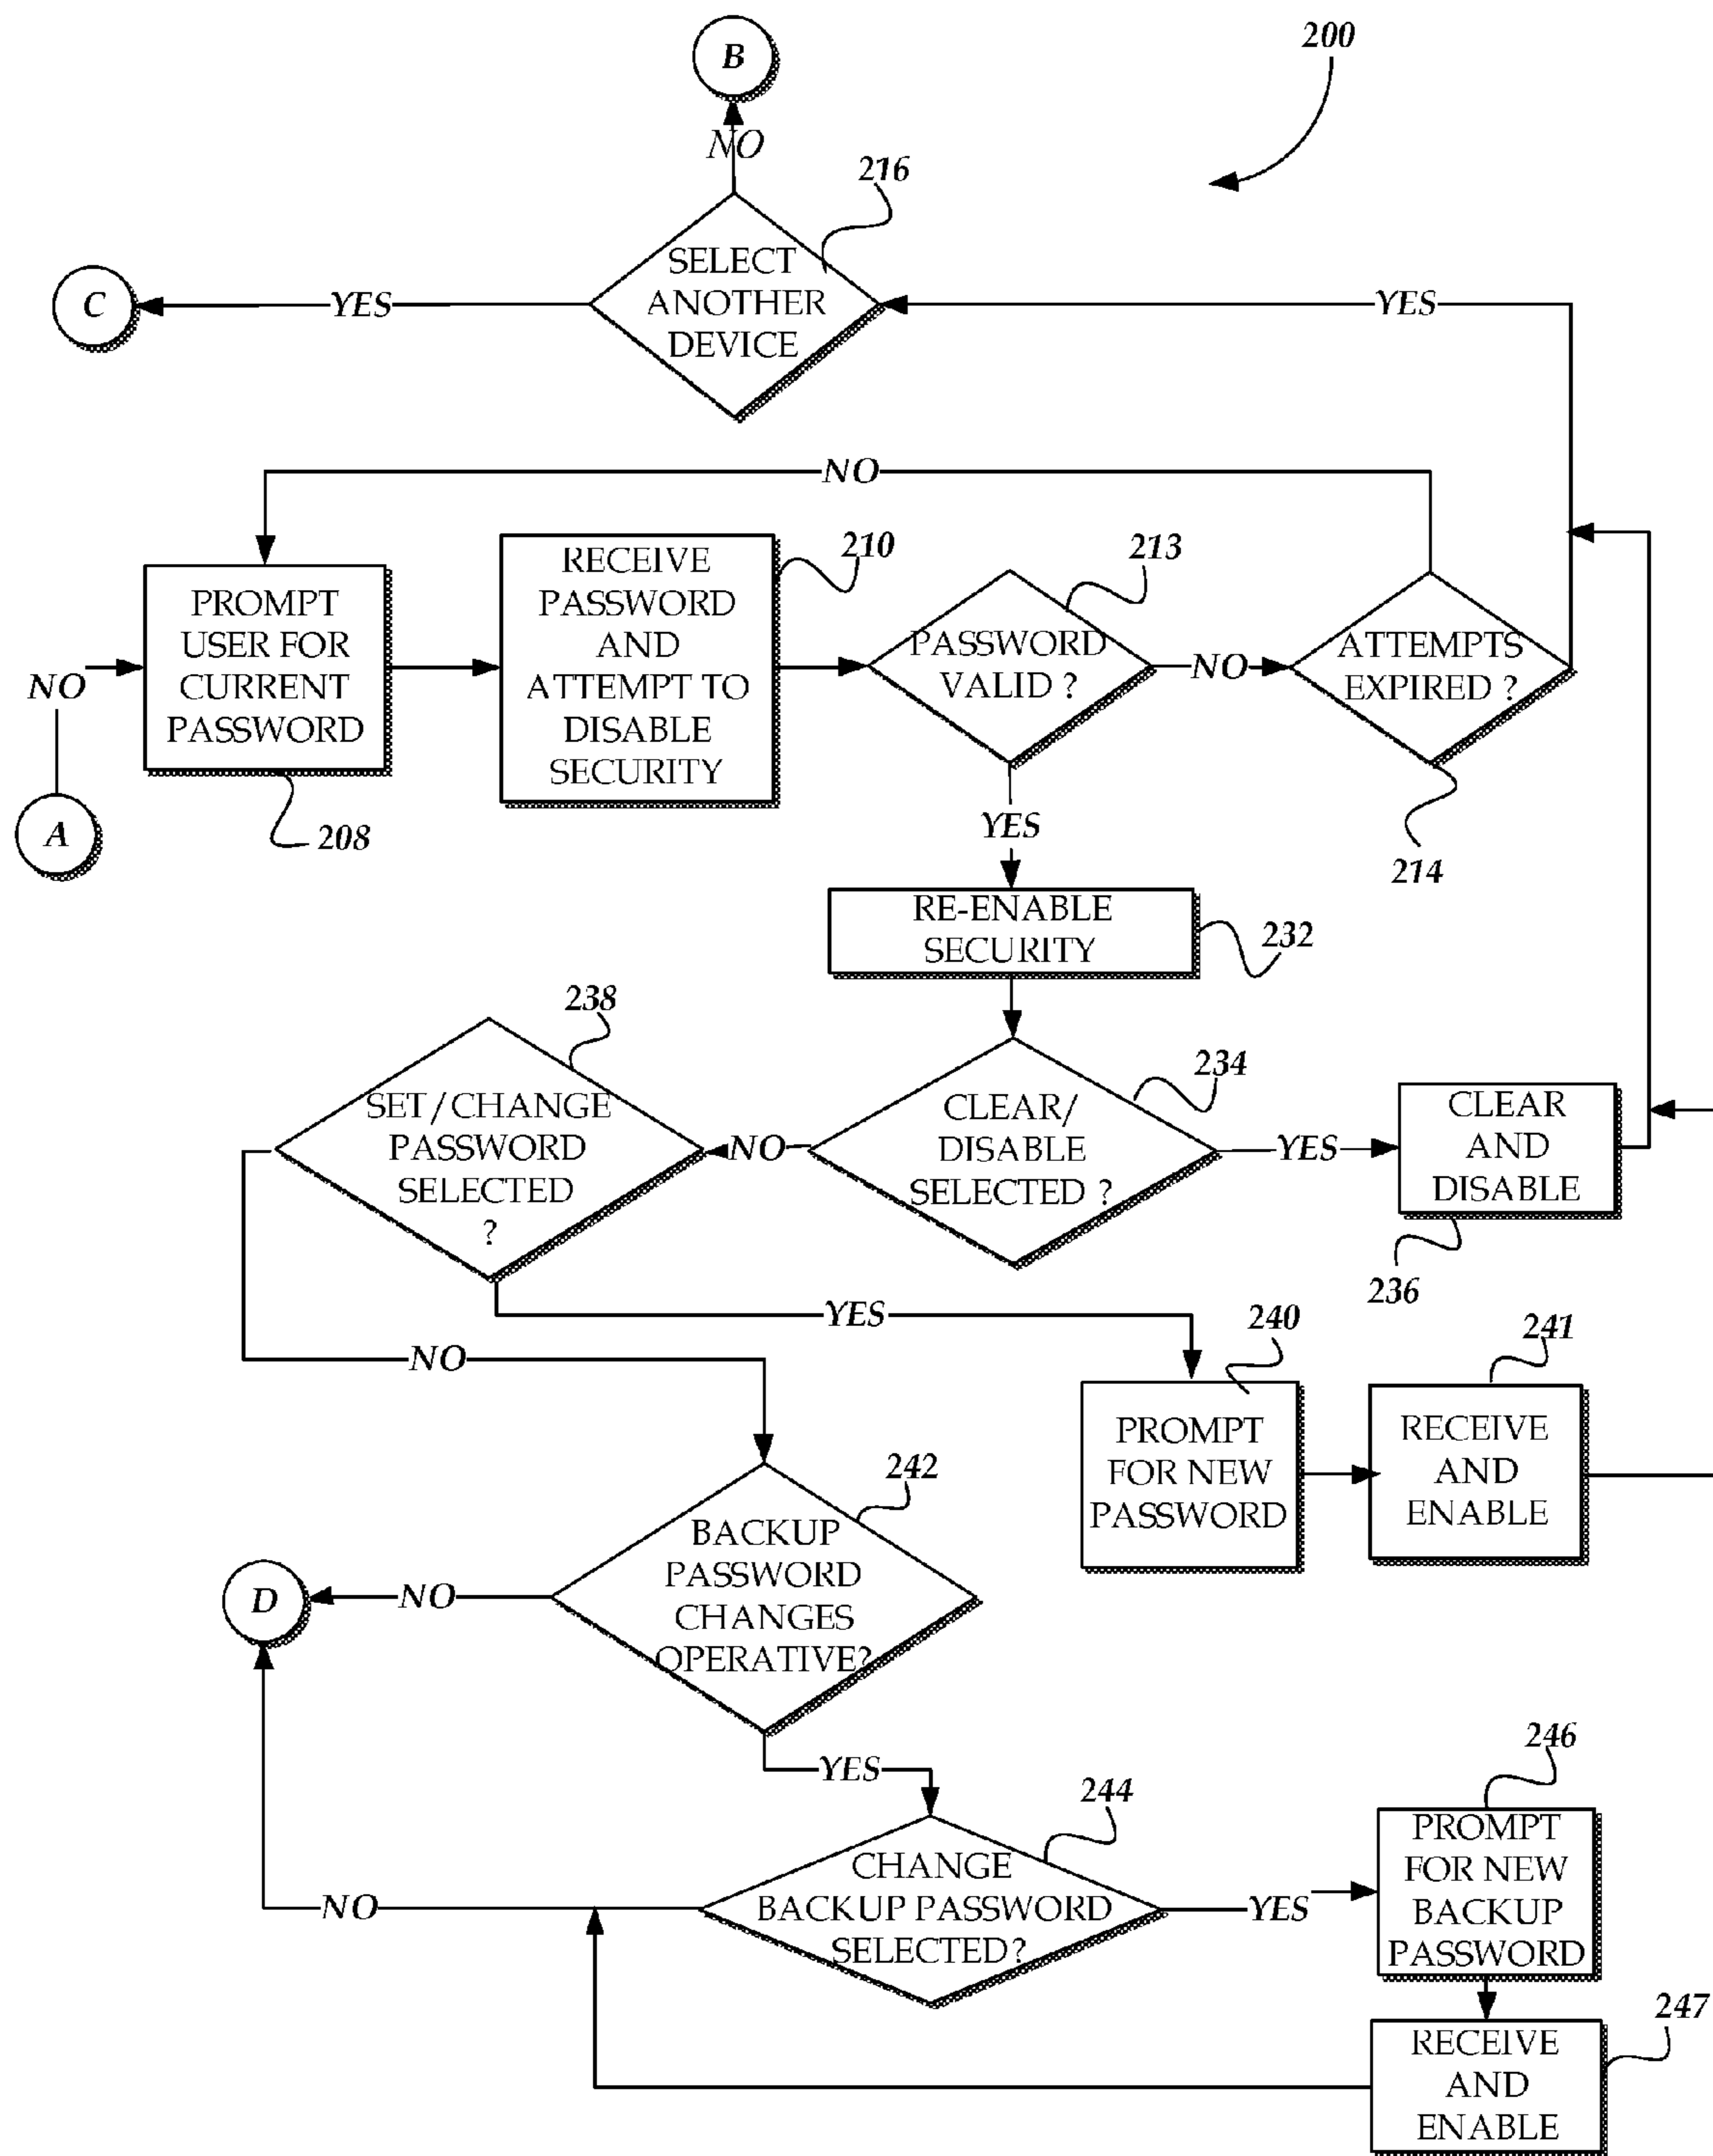 B
200
NO
216
SELECT
ANOTHER
DEVICE
C
YES
YES
NO
PROMPT
USER FOR
CURRENT
PASSWORD
208
NO
A
RECEIVE
PASSWORD
AND
ATTEMPT TO
DISABLE
SECURITY
210
213
PASSWORD
VALID ?
NO
ATTEMPTS
EXPIRED ?
214
YES
RE-ENABLE
SECURITY
232
238
SET/CHANGE
PASSWORD
SELECTED
?
NO
234
CLEAR/
DISABLE
SELECTED ?
YES
CLEAR
AND
DISABLE
236
YES
NO
240
PROMPT
FOR NEW
PASSWORD
241
RECEIVE
AND
ENABLE
242
BACKUP
PASSWORD
CHANGES
OPERATIVE?
NO
D
YES
244
CHANGE
BACKUP PASSWORD
SELECTED?
NO
YES
246
PROMPT
FOR NEW
BACKUP
PASSWORD
247
RECEIVE
AND
ENABLE